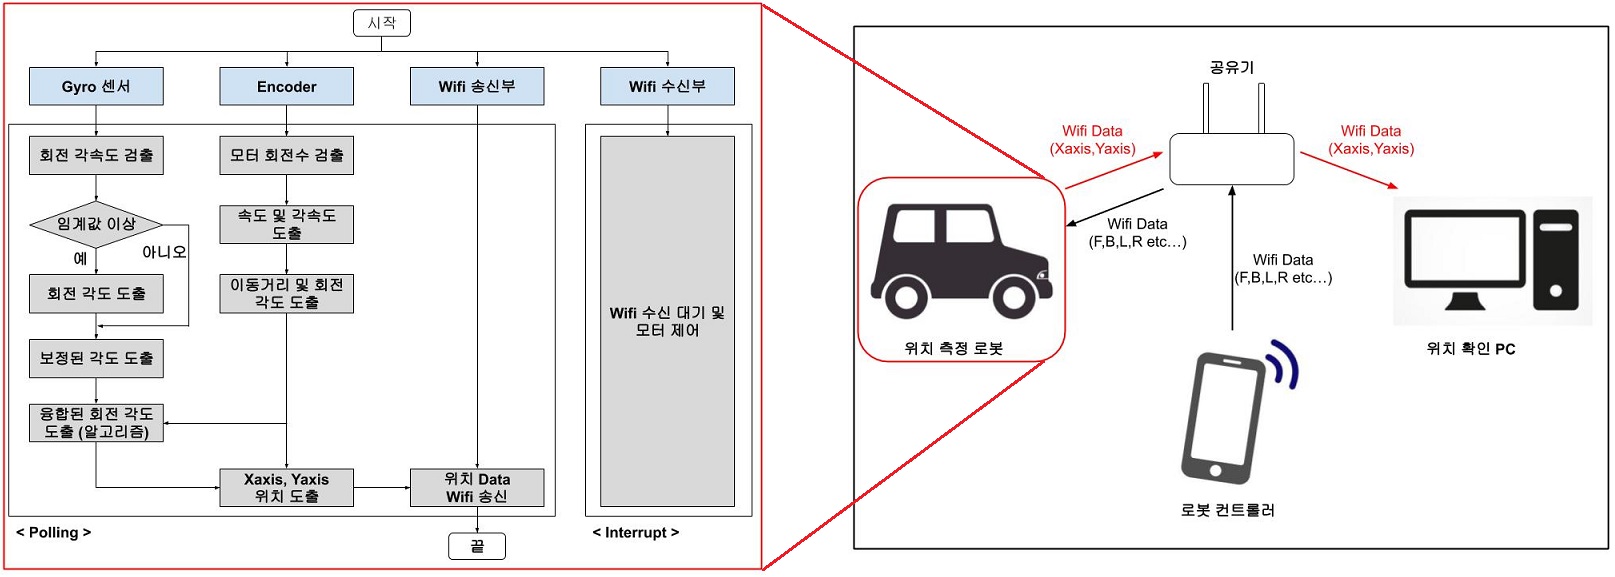 시작
Gyro 센서
Encoder
Wifi 송신부
Wifi 수신부
회전 각속도 검출
임계값 이상
예
아니오
회전 각도 도출
보정된 각도 도출
융합된 회전 각도
도출 (알고리즘)
모터 회전수 검출
속도 및 각속도
도출
이동거리 및 회전
각도 도출
Xaxis, Yaxis
위치 도출
위치 Data
Wifi 송신
Wifi 수신 대기 및
모터 제어
< Polling >
끝
< Interrupt >
공유기
Wifi Data
(Xaxis,Yaxis)
Wifi Data
(Xaxis,Yaxis)
Wifi Data
(F,B,L,R etc...)
Wifi Data
(F,B,L,R etc...)
위치 측정 로봇
위치 확인 PC
로봇 컨트롤러